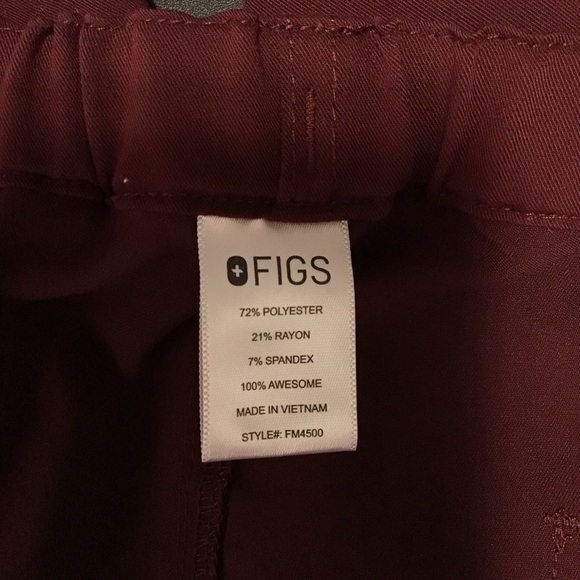 FIGS
72% POLYESTER
21% RAYON
7% SPANDEX
100% AWESOME
MADE IN VIETNAM
STYLE#: FM4500